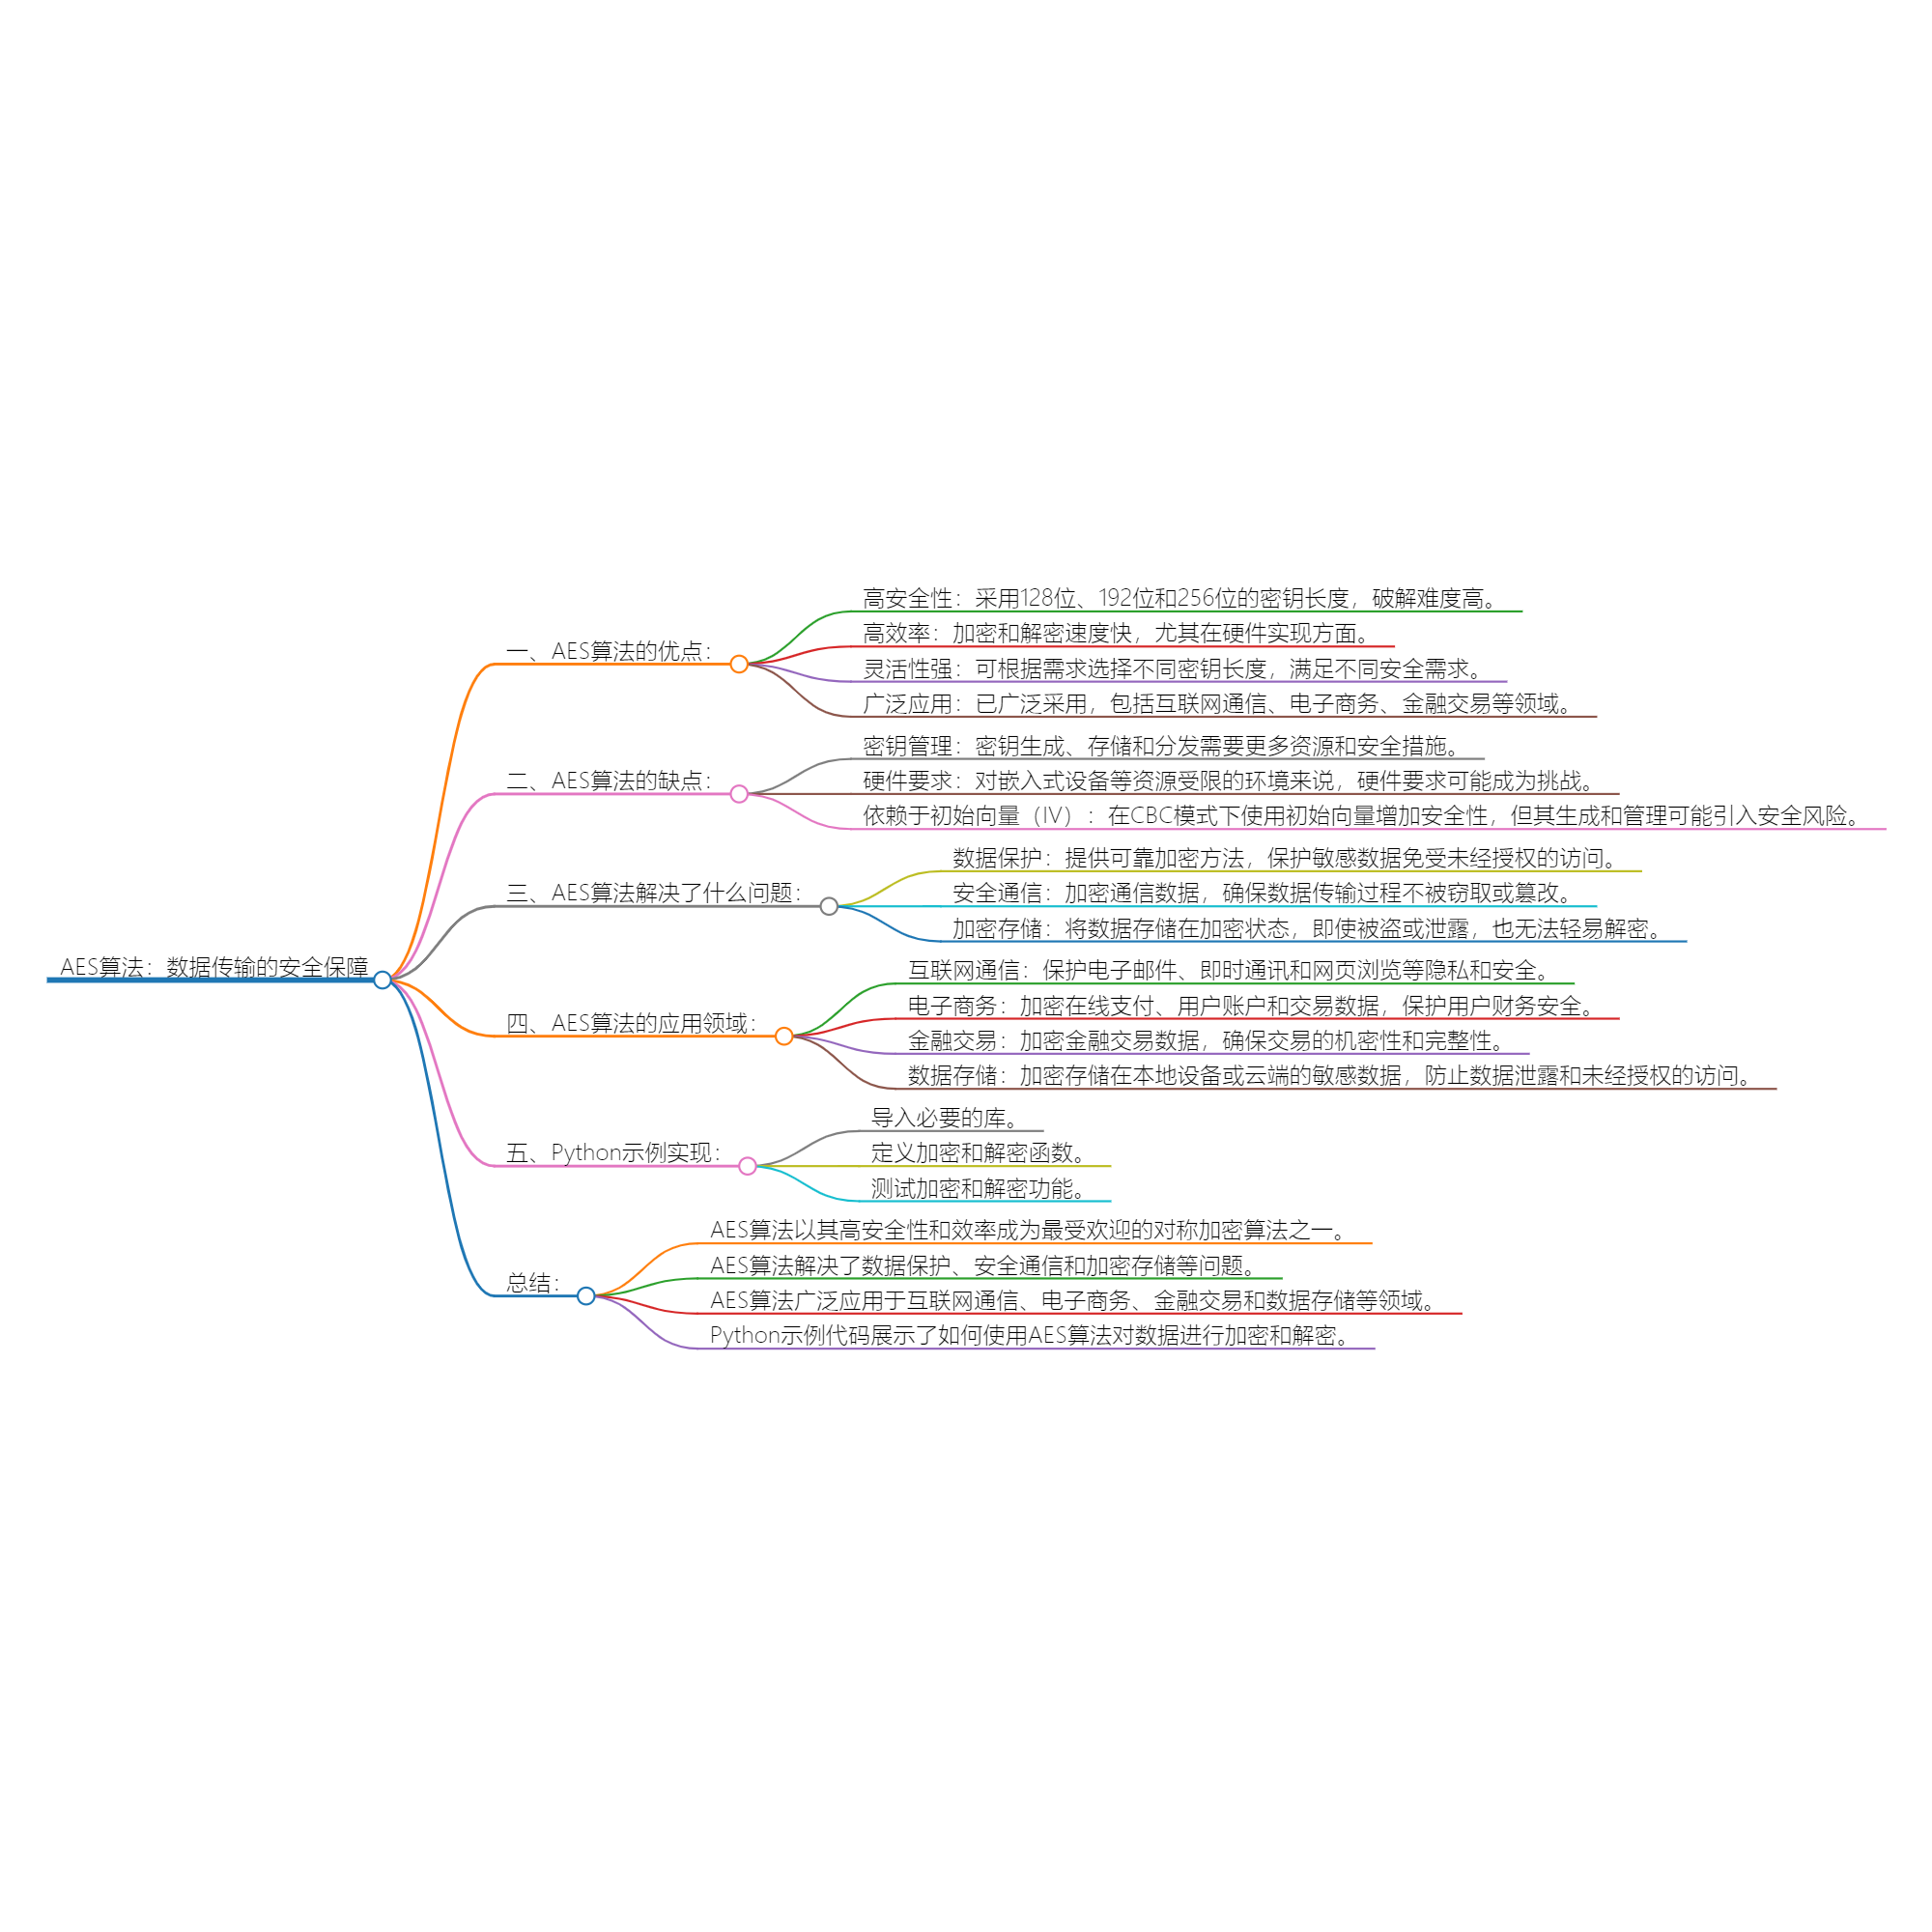 AES算法：数据传输的安全保障
一、AES算法的优点：
高安全性：采用128位、192位和256位的密钥长度，破解难度高。
高效率：加密和解密速度快，尤其在硬件实现方面。
灵活性强：可根据需求选择不同密钥长度，满足不同安全需求。
广泛应用：已广泛采用，包括互联网通信、电子商务、金融交易等领域。
二、AES算法的缺点：
密钥管理：密钥生成、存储和分发需要更多资源和安全措施。
硬件要求：对嵌入式设备等资源受限的环境来说，硬件要求可能成为挑战。
依赖于初始向量（IV）：在CBC模式下使用初始向量增加安全性，但其生成和管理可能引入安全风险。
三、AES算法解决了什么问题：
数据保护：提供可靠加密方法，保护敏感数据免受未经授权的访问。
安全通信：加密通信数据，确保数据传输过程不被窃取或篡改。
加密存储：将数据存储在加密状态，即使被盗或泄露，也无法轻易解密。
四、AES算法的应用领域：
互联网通信：保护电子邮件、即时通讯和网页浏览等隐私和安全。
电子商务：加密在线支付、用户账户和交易数据，保护用户财务安全。
金融交易：加密金融交易数据，确保交易的机密性和完整性。
数据存储：加密存储在本地设备或云端的敏感数据，防止数据泄露和未经授权的访问。
五、Python示例实现：
导入必要的库。
定义加密和解密函数。
测试加密和解密功能。
总结：
AES算法以其高安全性和效率成为最受欢迎的对称加密算法之一。
AES算法解决了数据保护、安全通信和加密存储等问题。
AES算法广泛应用于互联网通信、电子商务、金融交易和数据存储等领域。
Python示例代码展示了如何使用AES算法对数据进行加密和解密。